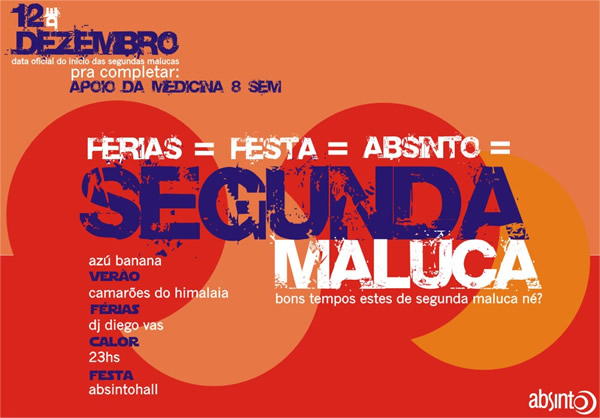 12 DE
DEZEMBRO
data oficial do inicio das segundas malucas
pra completar:
APOIO DA MEDICINA 8 SEM
FERIAS = FESTA = ABSINTO =
SEGUNDA
MALUCA
bons tempos estes de segunda maluca né?
azú banana
VERÃO
camarões do himalaia
FÉRIAS
dj diego vas
CALOR
23hs
FESTA
absintohall
absinto